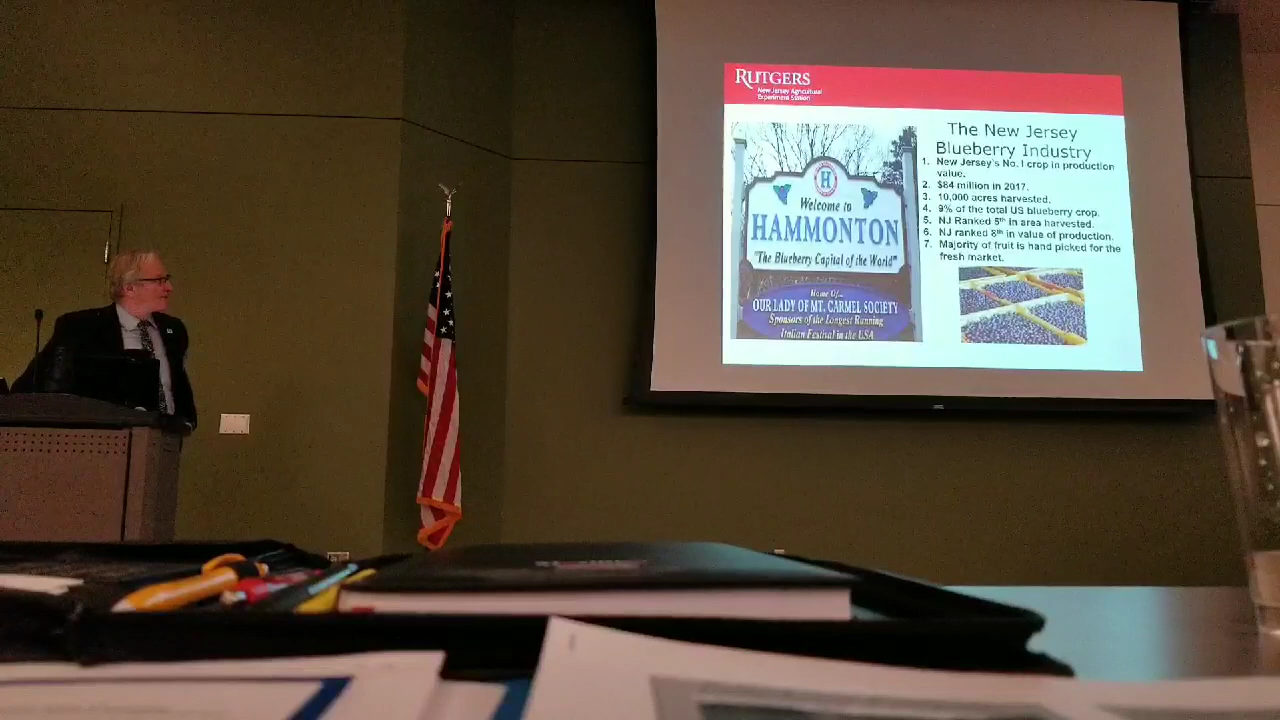 RUTGERS
New Jersey Agricultural
Experiment Station
The New Jersey
Blueberry Industry
1. New Jersey's No. 1 crop in production
value.
2. $84 million in 2017.
3. 10,000 acres harvested.
4. 9% of the total US blueberry crop.
5. NJ Ranked 5th in area harvested.
6. NJ ranked 8th in value of production.
7. Majority of fruit is hand picked for the
fresh market.
H
Welcome to
HAMMONTON
"The Blueberry Capital of the World"
Home Of...
OUR LADY OF MT. CARMEL SOCIETY
Sponsors of the Longest Running
Italian Festival in the USA